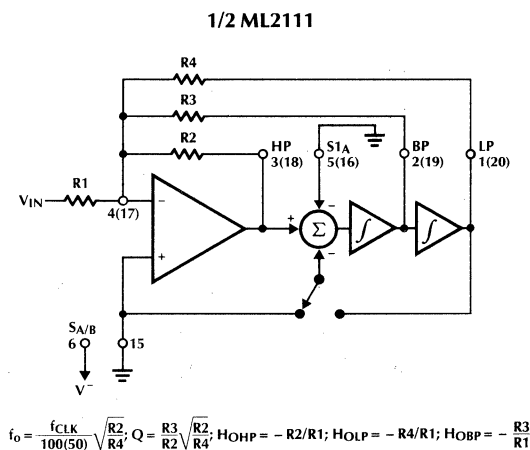 1/2 ML2111
R4
R3
R2
HP
3(18)
S1A
5(16)
BP
2(19)
LP
1(20)
R1
VIN
4(17)
−
+
+
−
Σ
−
∫
∫
SA/B
6
15
V−
fo = fCLK/100(50) √R2/R4; Q = R3/R2 √R2/R4; HOHP = − R2/R1; HOLP = − R4/R1; HOBP = − R3/R1